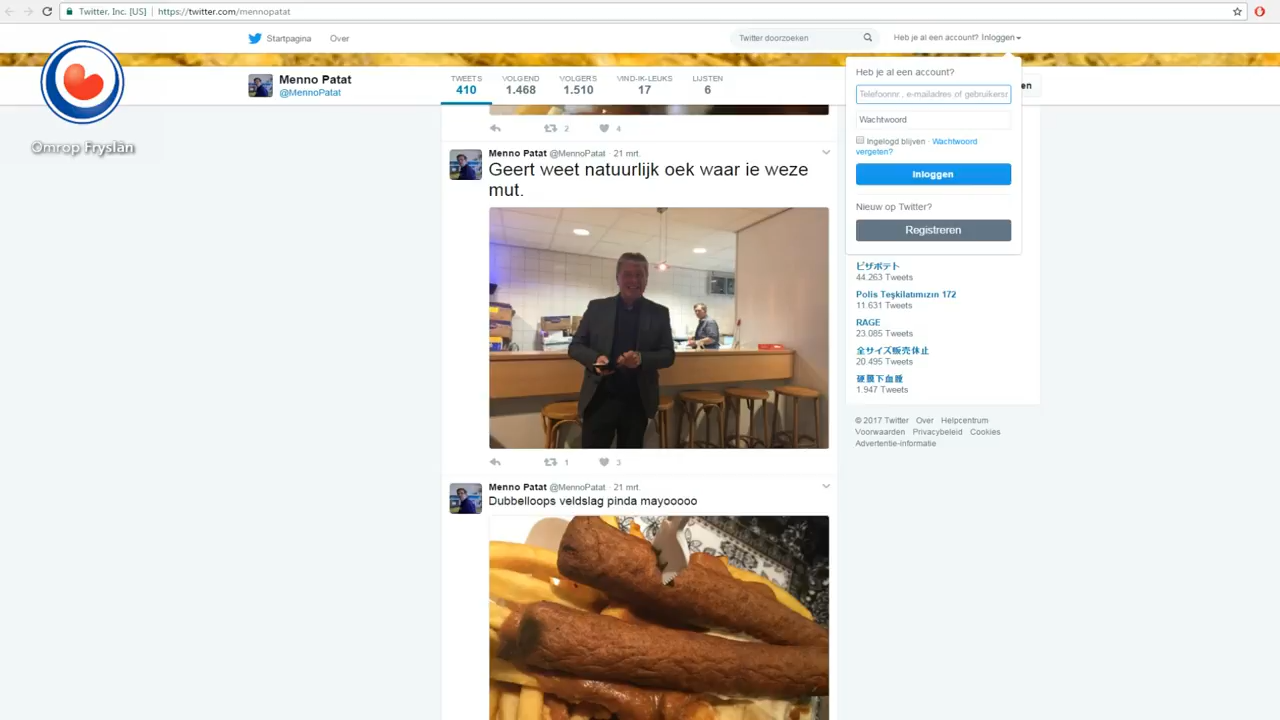 Twitter, Inc. [US] https://twitter.com/mennopatat
Startpagina Over Twitter doorzoeken Heb je al een account? Inloggen
Omrop Fryslân
Menno Patat
@MennoPatat
TWEETS VOLGEND VOLGERS VIND-IK-LEUKS LIJSTEN
410 1.468 1.510 17 6
2 4
Menno Patat @MennoPatat · 21 mrt.
Geert weet natuurlijk oek waar ie weze
mut.
1 3
Menno Patat @MennoPatat · 21 mrt.
Dubbelloops veldslag pinda mayooooo
Heb je al een account?
en
Telefoonnr., e-mailadres of gebruikersr
Wachtwoord
Ingelogd blijven · Wachtwoord
vergeten?
Inloggen
Nieuw op Twitter?
Registreren
ピザポテト
44.263 Tweets
Polis Teşkilatımızın 172
11.631 Tweets
RAGE
23.085 Tweets
全サイズ販売休止
20.495 Tweets
硬膜下血腫
1.947 Tweets
© 2017 Twitter Over Helpcentrum
Voorwaarden Privacybeleid Cookies
Advertentie-informatie